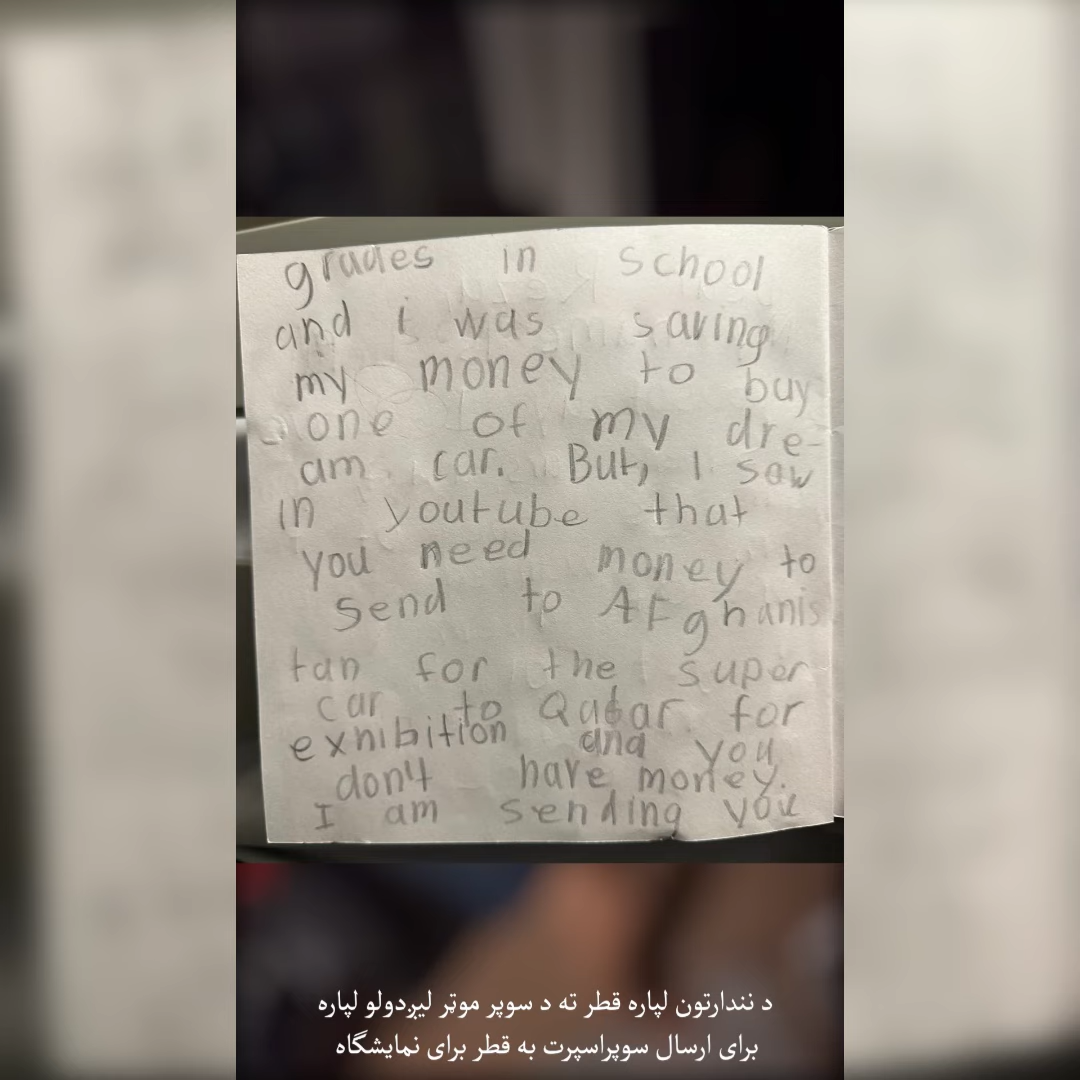 grades in school
and i was saving
my money to buy
one of my dre-
am car. But, I saw
in youtube that
you need money to
send to Afghanis
tan for the super
car to Qatar for
exhibition and you
don't have money.
I am sending you
د نندارتون لپاره قطر ته د سوپر موټر لیږدولو لپاره
برای ارسال سوپراسپرت به قطر برای نمایشگاه